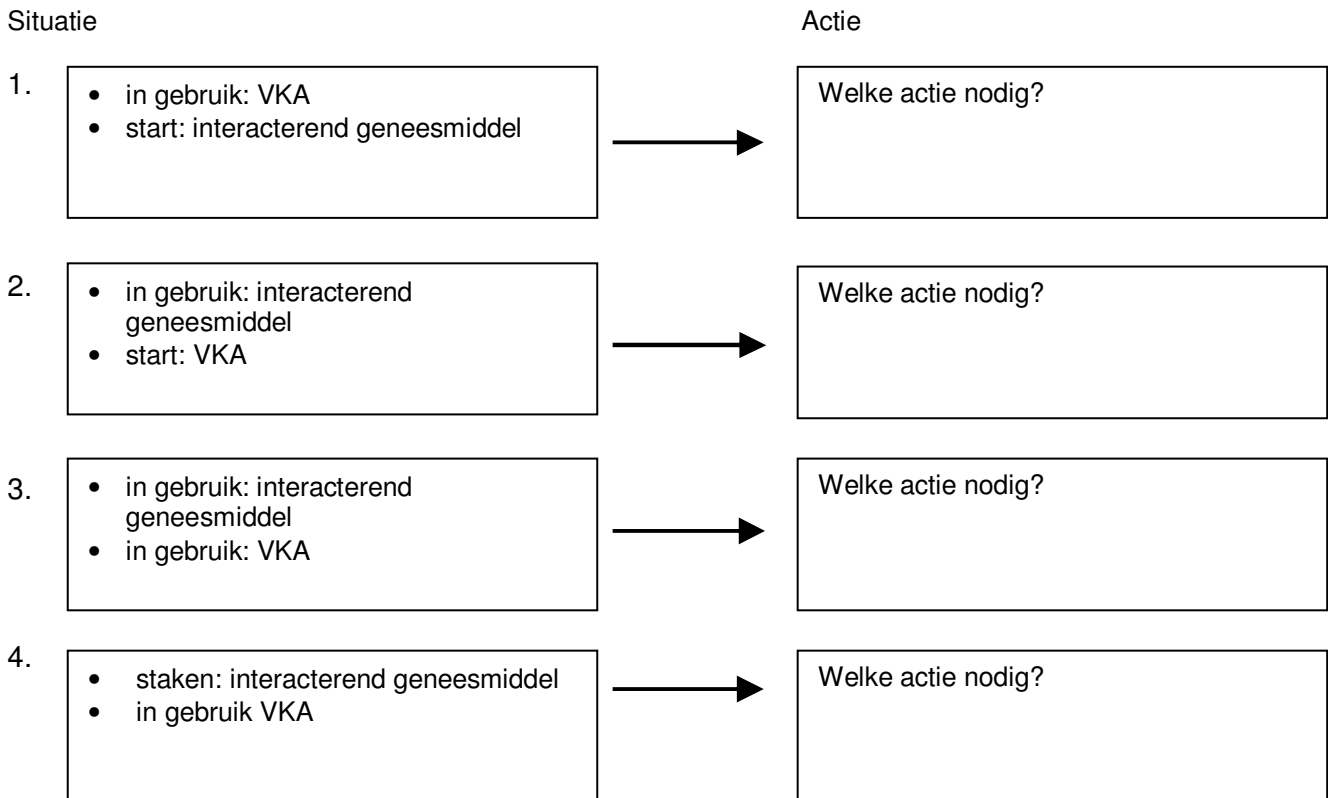 Situatie Actie
1.
• in gebruik: VKA
• start: interacterend geneesmiddel
Welke actie nodig?
2.
• in gebruik: interacterend
geneesmiddel
• start: VKA
Welke actie nodig?
3.
• in gebruik: interacterend
geneesmiddel
• in gebruik: VKA
Welke actie nodig?
4.
• staken: interacterend geneesmiddel
• in gebruik VKA
Welke actie nodig?